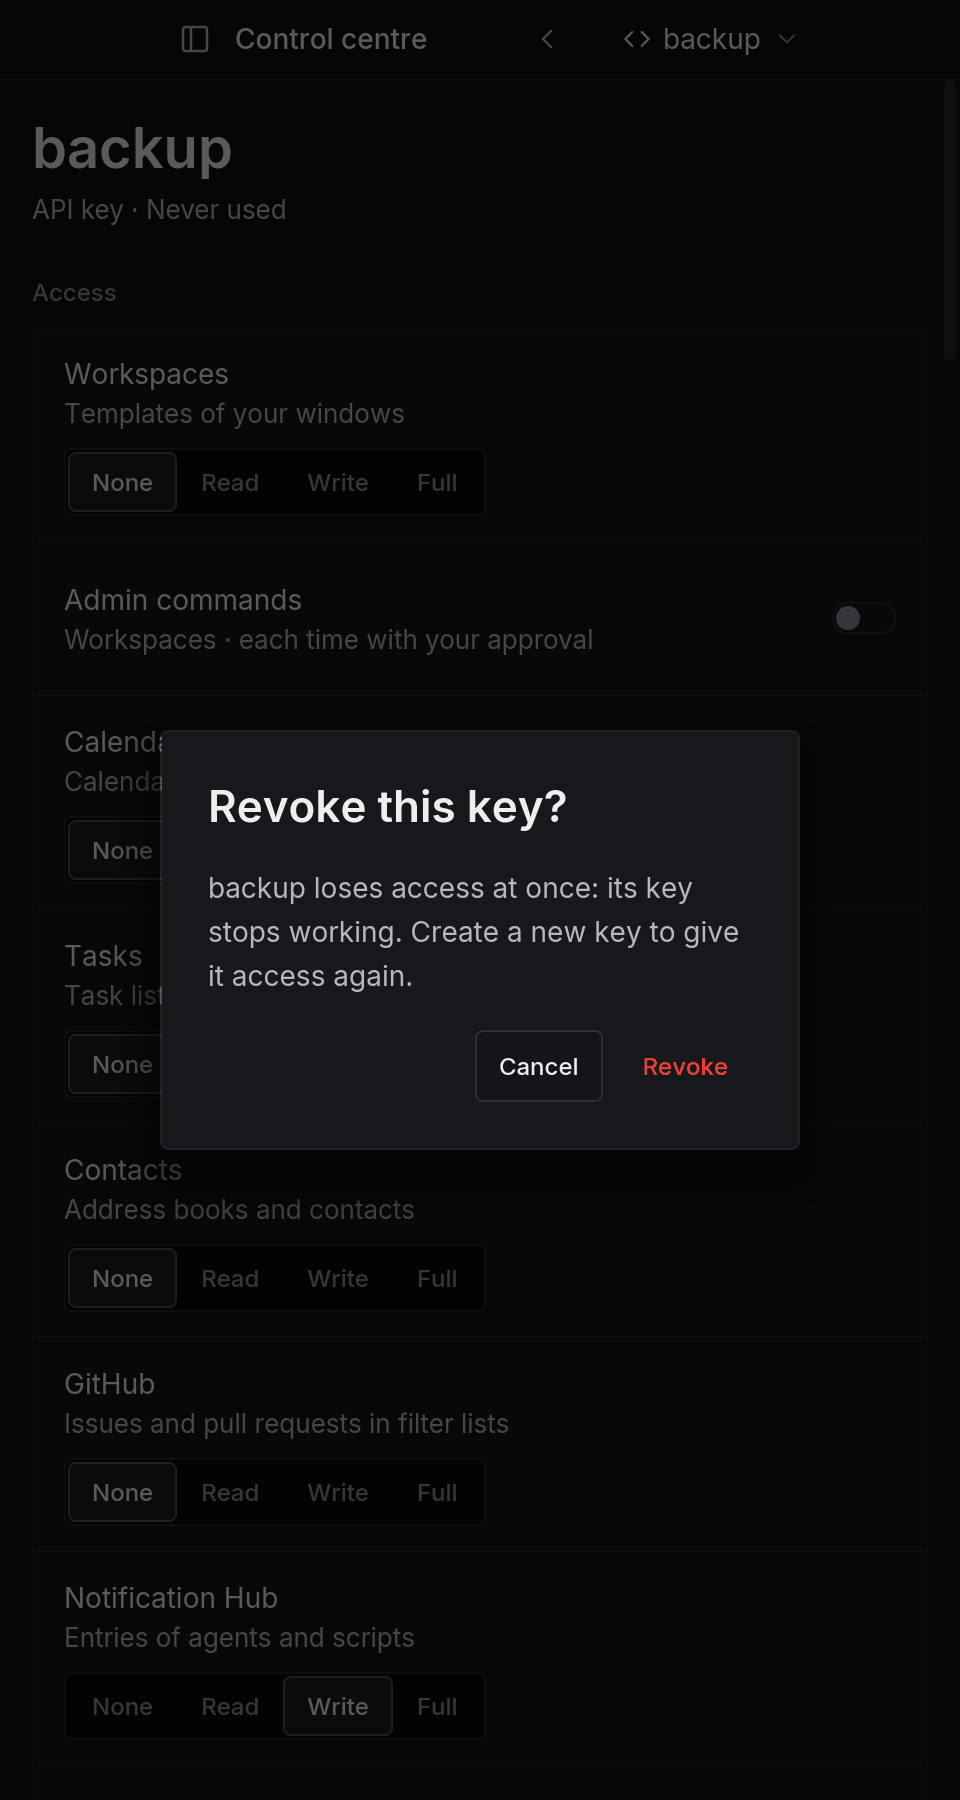 Control centre
backup
backup
API key · Never used
Access
Workspaces
Templates of your windows
None Read Write Full
Admin commands
Workspaces · each time with your approval
Revoke this key?
backup loses access at once: its key
stops working. Create a new key to give
it access again.
Cancel Revoke
None
Tasks
None
Contacts
Address books and contacts
None Read Write Full
GitHub
Issues and pull requests in filter lists
None Read Write Full
Notification Hub
Entries of agents and scripts
None Read Write Full